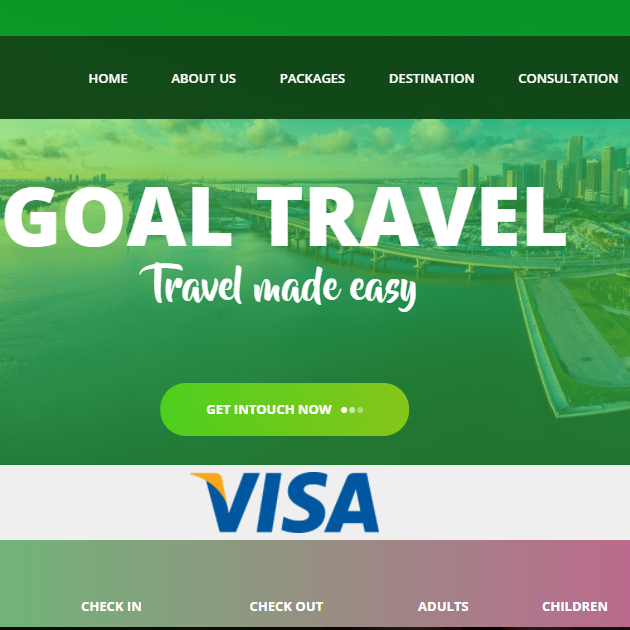 HOME ABOUT US PACKAGES DESTINATION CONSULTATION
GOAL TRAVEL
Travel made easy
GET INTOUCH NOW
VISA
CHECK IN CHECK OUT ADULTS CHILDREN